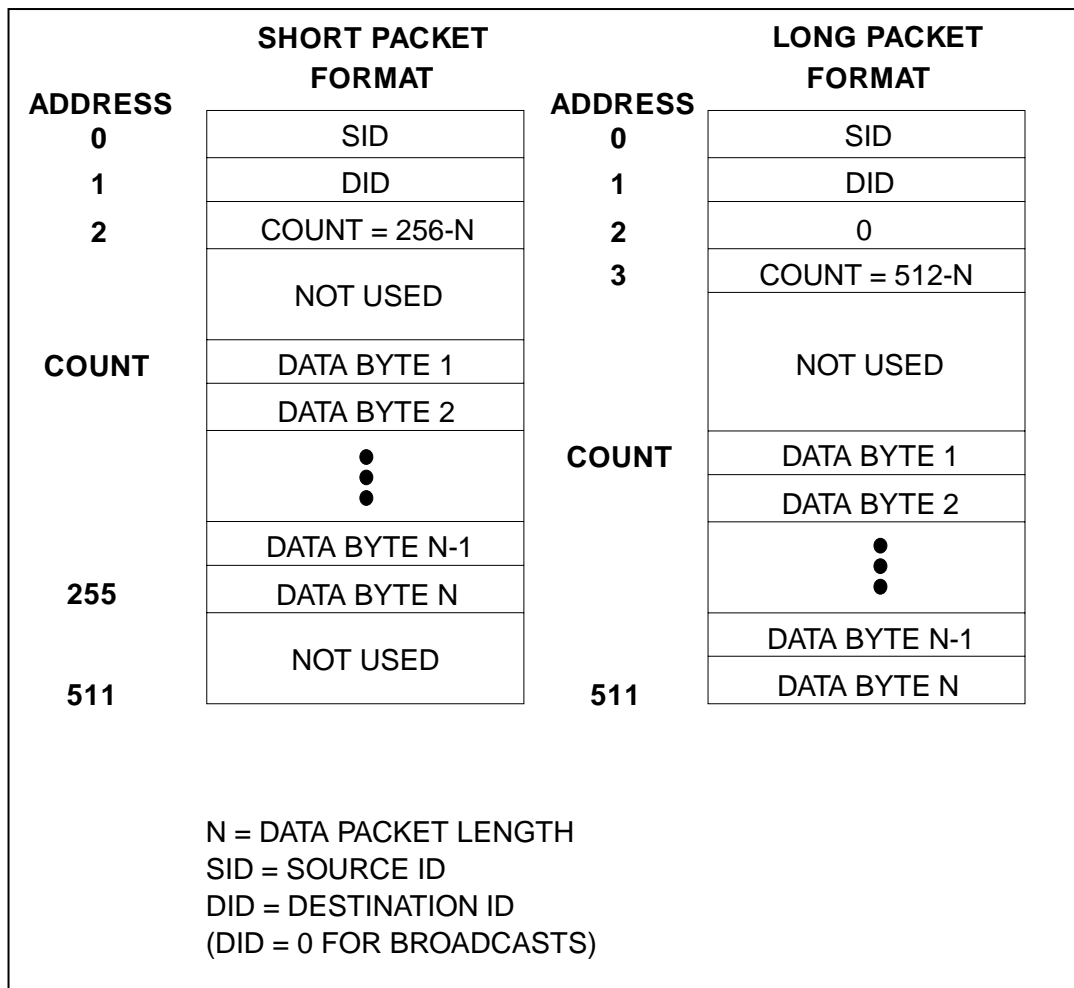 SHORT PACKET
FORMAT
ADDRESS
0
SID
1
DID
2
COUNT = 256-N
NOT USED
COUNT
DATA BYTE 1
DATA BYTE 2
DATA BYTE N-1
255
DATA BYTE N
NOT USED
511
LONG PACKET
FORMAT
ADDRESS
0
SID
1
DID
2
0
3
COUNT = 512-N
NOT USED
COUNT
DATA BYTE 1
DATA BYTE 2
DATA BYTE N-1
DATA BYTE N
511
N = DATA PACKET LENGTH
SID = SOURCE ID
DID = DESTINATION ID
(DID = 0 FOR BROADCASTS)